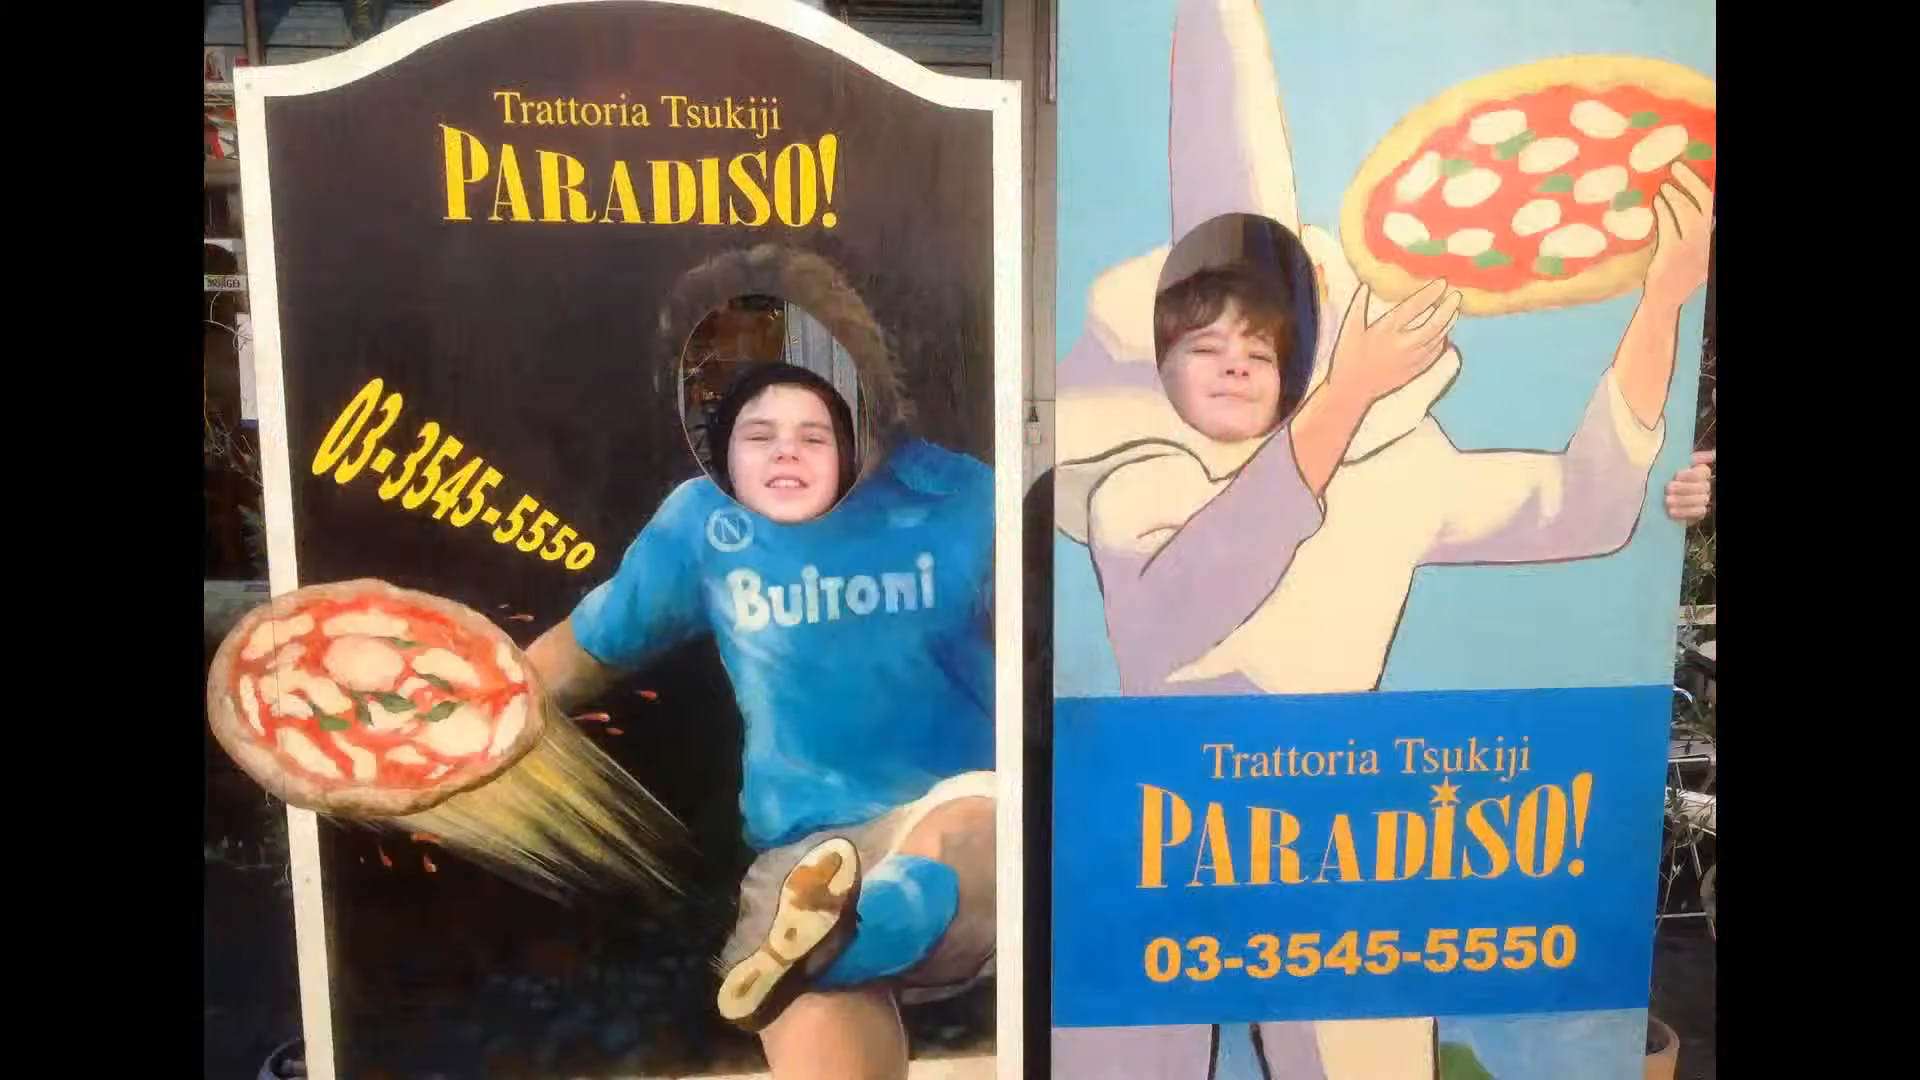 Trattoria Tsukiji
PARADISO!
03-3545-5550
N
Buitoni
Trattoria Tsukiji
PARADISO!
03-3545-5550